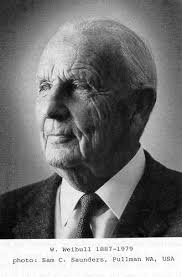 W. Weibull 1887-1979
photo: Sam C. Saunders, Pullman WA, USA